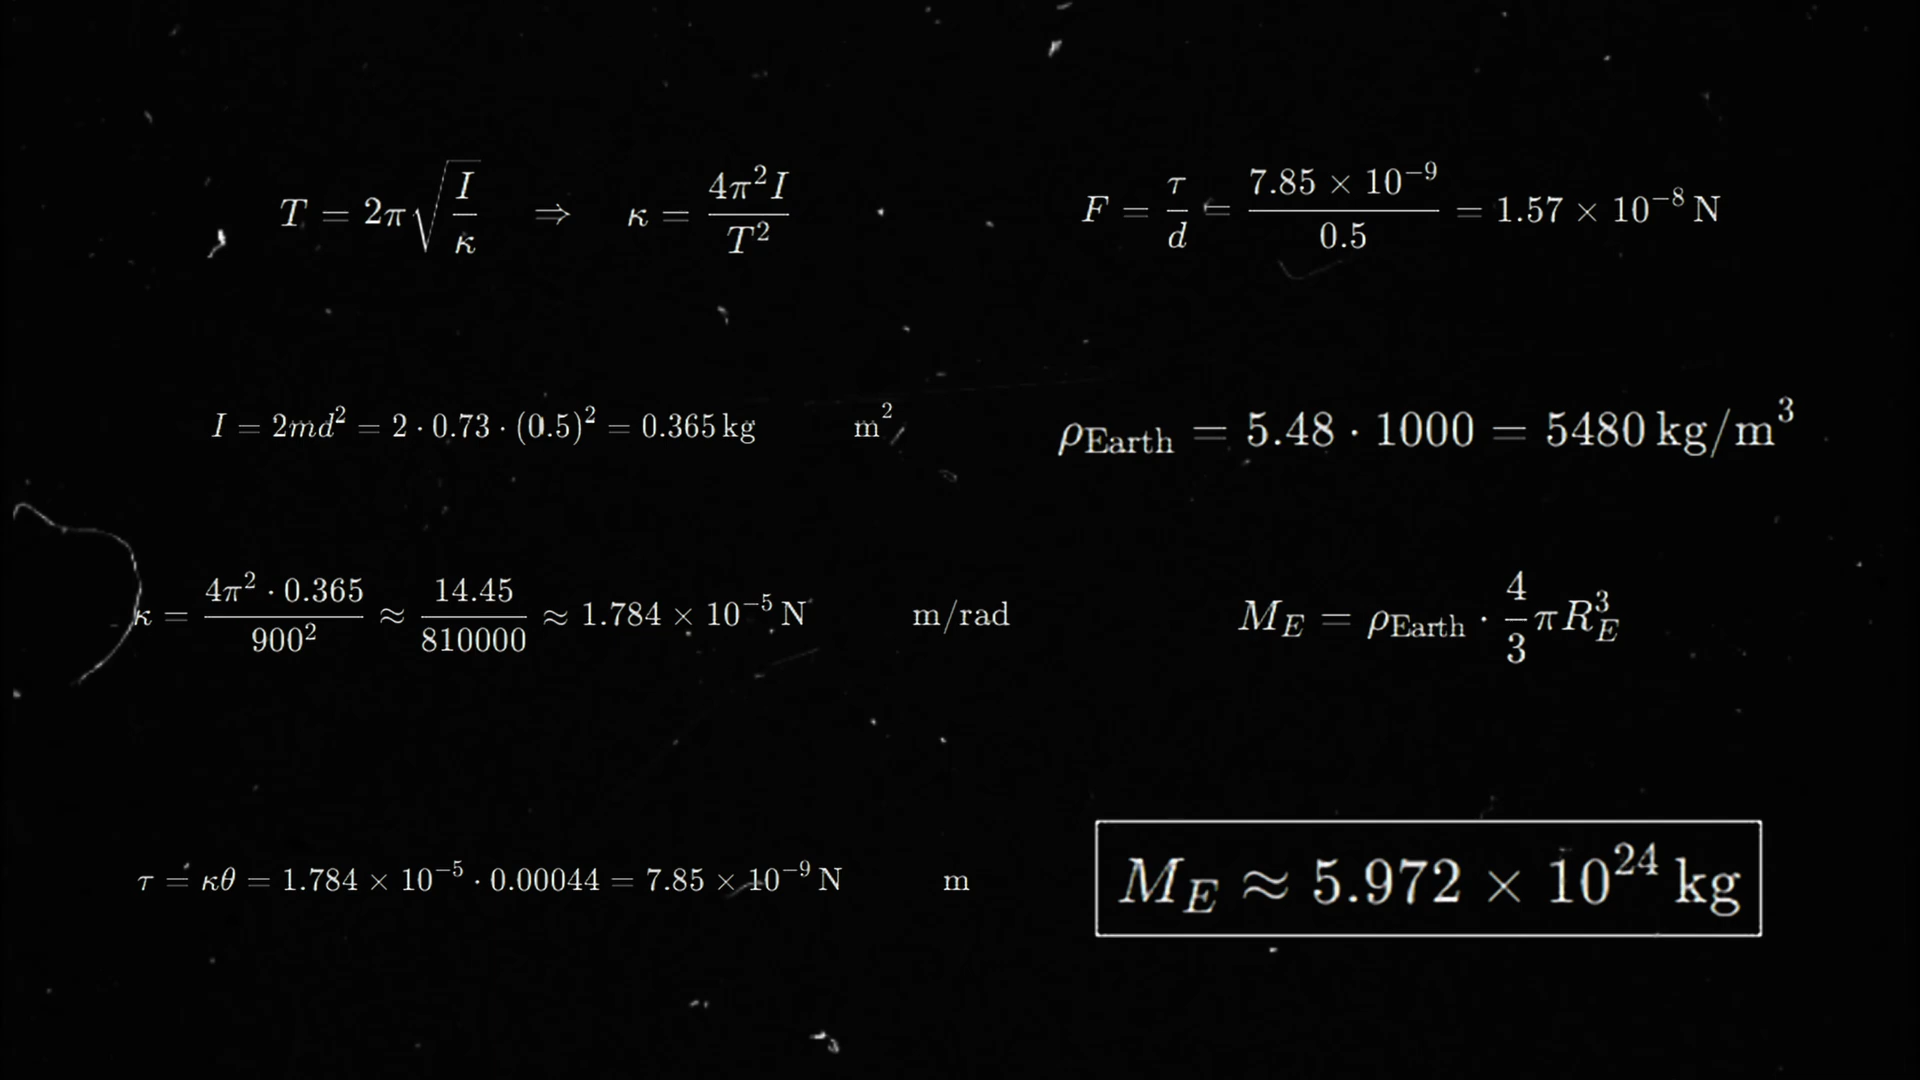 T = 2π√(I/κ) ⇒ κ = 4π²I/T²
I = 2md² = 2 · 0.73 · (0.5)² = 0.365 kg m²
κ = 4π² · 0.365/900² ≈ 14.45/810000 ≈ 1.784 × 10⁻⁵ N m/rad
τ = κθ = 1.784 × 10⁻⁵ · 0.00044 = 7.85 × 10⁻⁹ N m
F = τ/d = 7.85 × 10⁻⁹/0.5 = 1.57 × 10⁻⁸ N
ρ_Earth = 5.48 · 1000 = 5480 kg/m³
M_E = ρ_Earth · 4/3 πR_E³
M_E ≈ 5.972 × 10²⁴ kg